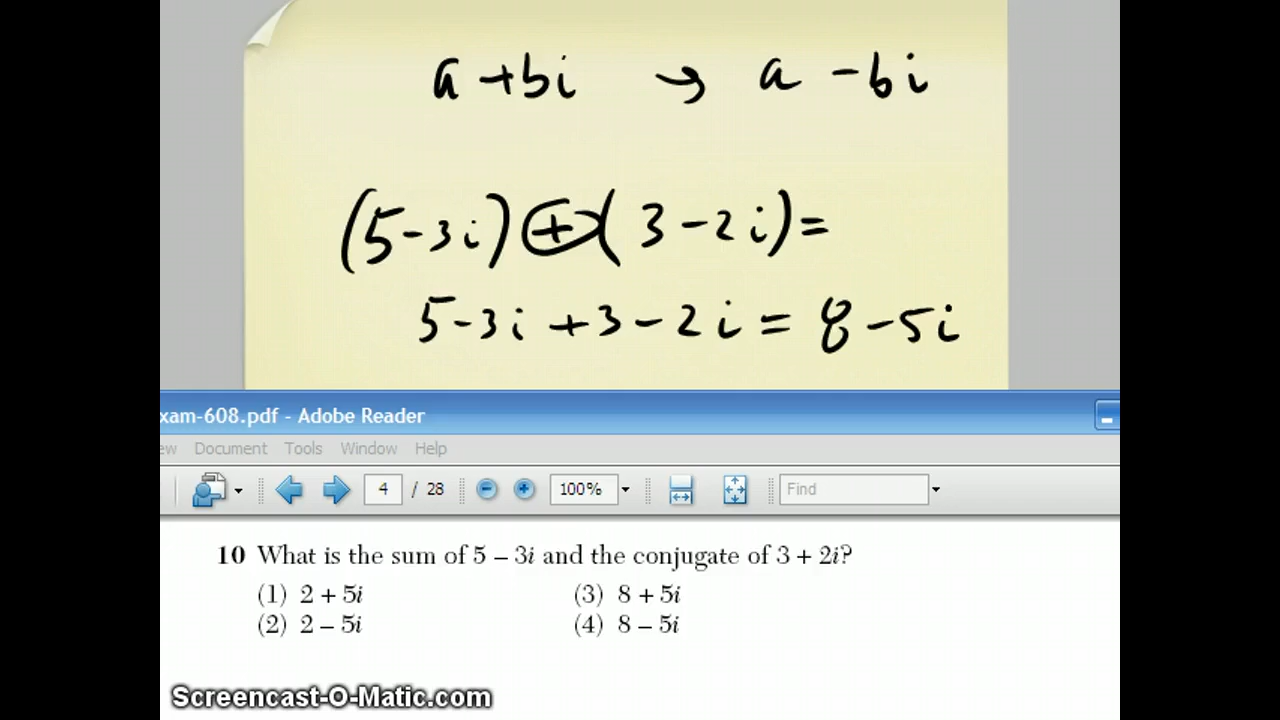 a + bi → a - bi
(5-3i) + (3-2i) =
5-3i + 3-2i = 8-5i
xam-608.pdf - Adobe Reader
ew Document Tools Window Help
4 / 28 100% Find
10 What is the sum of 5 – 3i and the conjugate of 3 + 2i?
(1) 2 + 5i (3) 8 + 5i
(2) 2 – 5i (4) 8 – 5i
Screencast-O-Matic.com